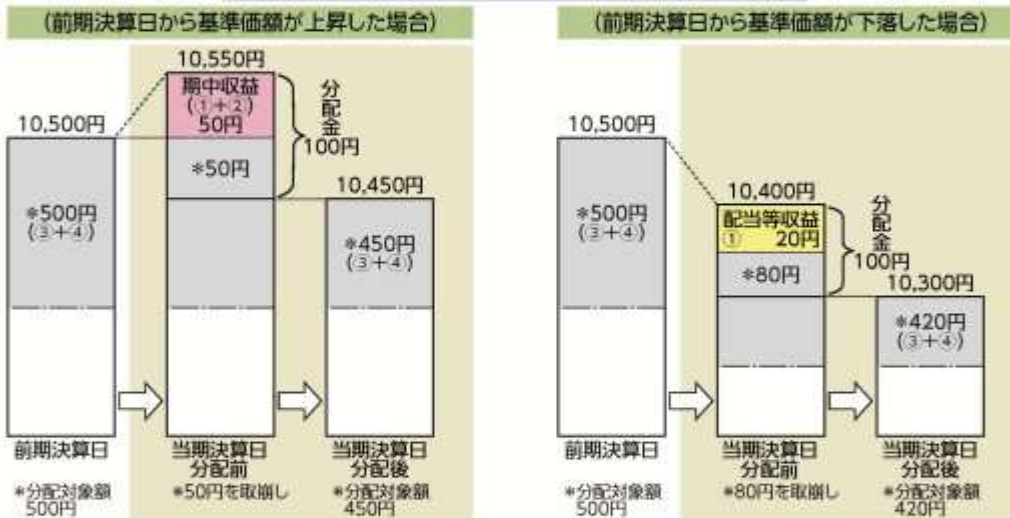 (前期決算日から基準価額が上昇した場合)
10,550円
期中収益
(①+②)
50円
分配金
100円
10,500円
*50円
10,450円
*500円
(③+④)
*450円
(③+④)
前期決算日
当期決算日
分配前
当期決算日
分配後
*分配対象額
500円
*50円を取崩し
*分配対象額
450円
(前期決算日から基準価額が下落した場合)
10,500円
10,400円
配当等収益
① 20円
分配金
100円
*500円
(③+④)
*80円
10,300円
*420円
(③+④)
前期決算日
当期決算日
分配前
当期決算日
分配後
*分配対象額
500円
*80円を取崩し
*分配対象額
420円